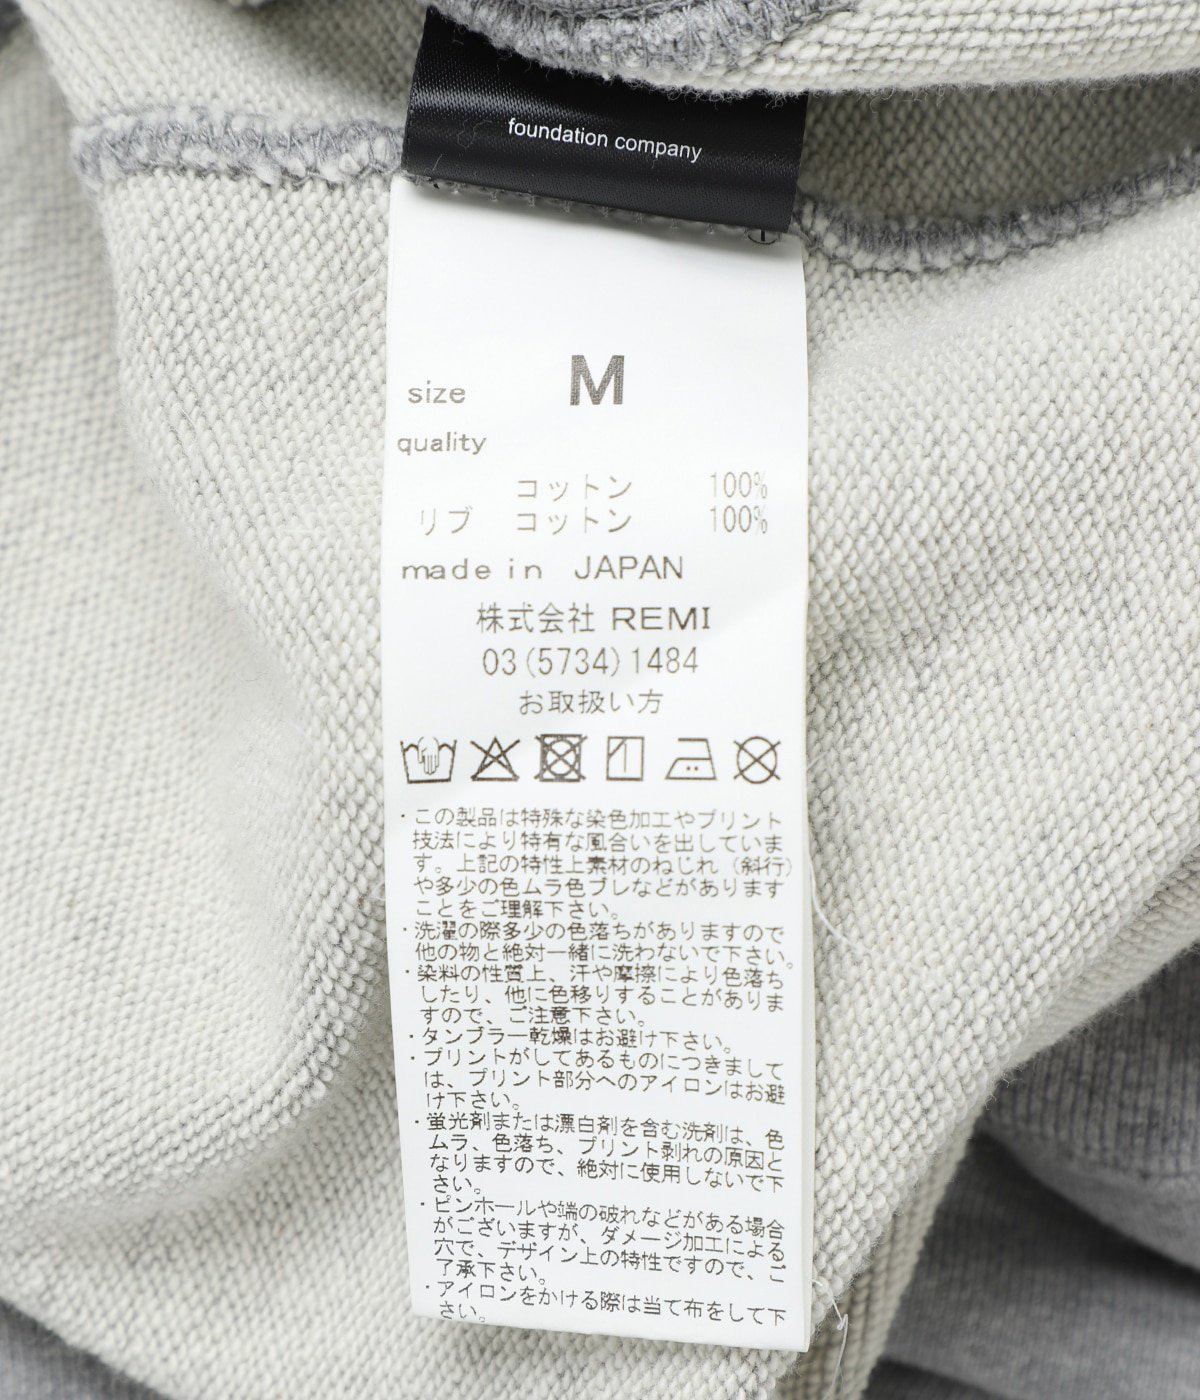 foundation company
size M
quality
コットン 100%
リブ コットン 100%
made in JAPAN
株式会社 REMI
03(5734)1484
お取扱い方
・この製品は特殊な染色加工やプリント
技法により特有な風合いを出していま
す。上記の特性上素材のねじれ（斜行）
や多少の色ムラ色ブレなどがあります
ことをご理解下さい。
・洗濯の際多少の色落ちがありますので
他の物と絶対一緒に洗わないで下さい。
・染料の性質上、汗や摩擦により色落ち
したり、他に色移りすることがありま
すので、ご注意下さい。
・タンブラー乾燥はお避け下さい。
・プリントがしてあるものにつきまして
は、プリント部分へのアイロンはお避
け下さい。
・蛍光剤または漂白剤を含む洗剤は、色
ムラ、色落ち、プリント剥れの原因と
なりますので、絶対に使用しないで下
さい。
・ピンホールや端の破れなどがある場合
がございますが、ダメージ加工による
穴で、デザイン上の特性ですので、ご
了承下さい。
・アイロンをかける際は当て布をして下
さい。